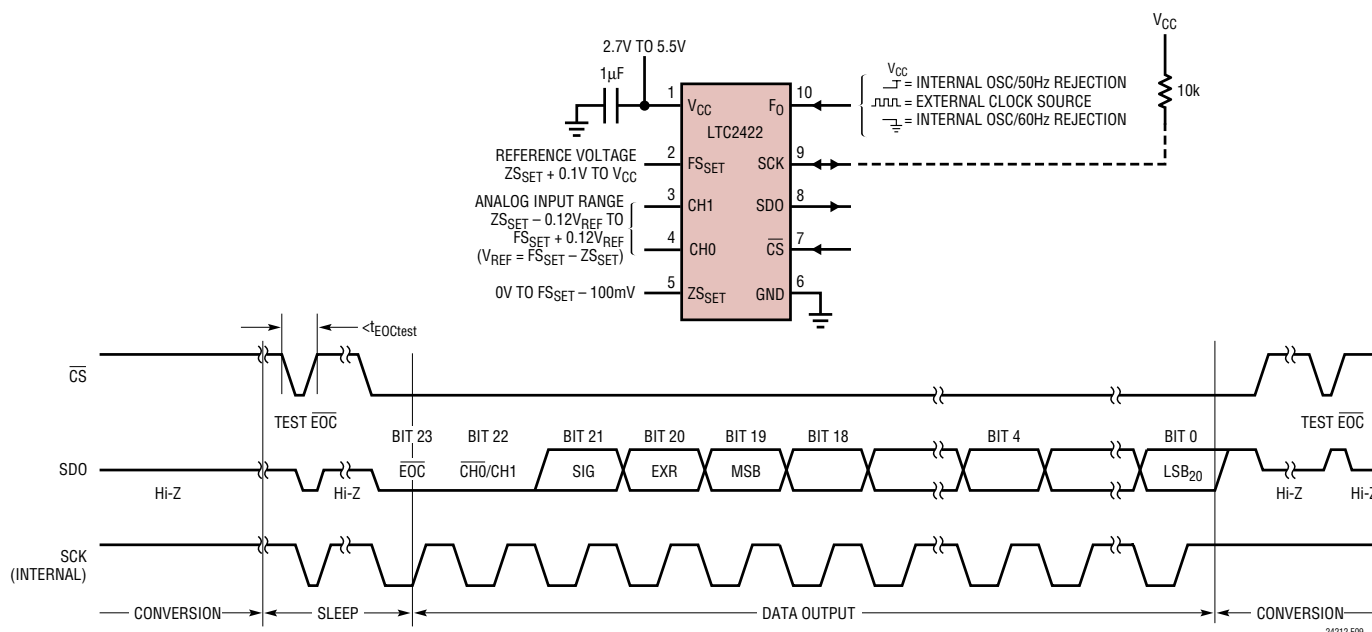 VCC
2.7V TO 5.5V
1µF
10k
1
VCC
LTC2422
FO
10
VCC
= INTERNAL OSC/50Hz REJECTION
= EXTERNAL CLOCK SOURCE
= INTERNAL OSC/60Hz REJECTION
REFERENCE VOLTAGE
ZSSET + 0.1V TO VCC
2
FSSET
SCK
9
ANALOG INPUT RANGE
ZSSET – 0.12VREF TO
FSSET + 0.12VREF
(VREF = FSSET – ZSSET)
3
CH1
SDO
8
4
CH0
CS
7
0V TO FSSET – 100mV
5
ZSSET
GND
6
<tEOCtest
CS
TEST EOC
TEST EOC
BIT 23
BIT 22
BIT 21
BIT 20
BIT 19
BIT 18
BIT 4
BIT 0
SDO
EOC
CH0/CH1
SIG
EXR
MSB
LSB20
Hi-Z
Hi-Z
Hi-Z
Hi-Z
SCK
(INTERNAL)
CONVERSION
SLEEP
DATA OUTPUT
CONVERSION
24212 F09